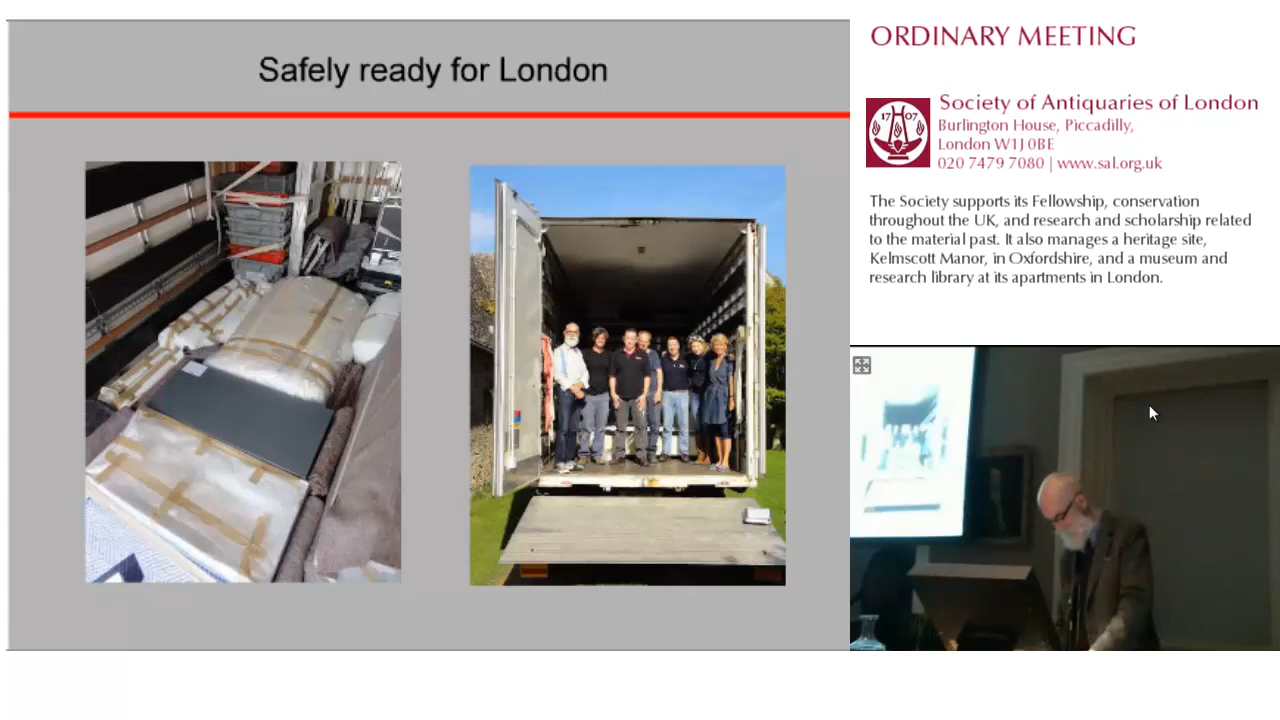 Safely ready for London
ORDINARY MEETING
17 07
Society of Antiquaries of London
Burlington House, Piccadilly,
London W1J 0BE
020 7479 7080 | www.sal.org.uk
The Society supports its Fellowship, conservation
throughout the UK, and research and scholarship related
to the material past. It also manages a heritage site,
Kelmscott Manor, in Oxfordshire, and a museum and
research library at its apartments in London.